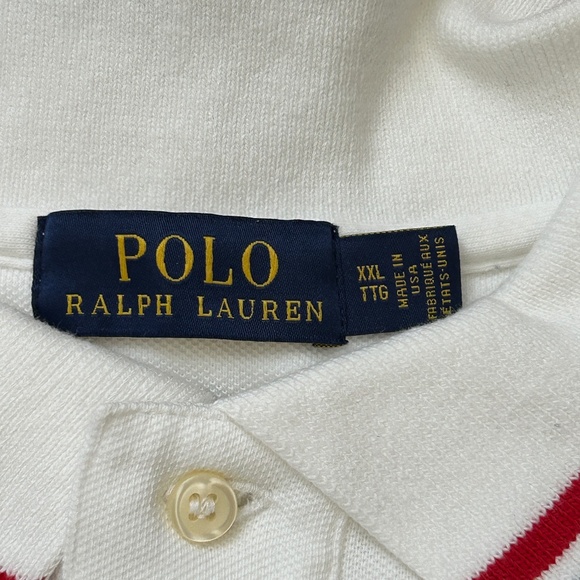 POLO
RALPH LAUREN
XXL
TTG
MADE IN
USA
FABRIQUÉ AUX
ÉTATS-UNIS